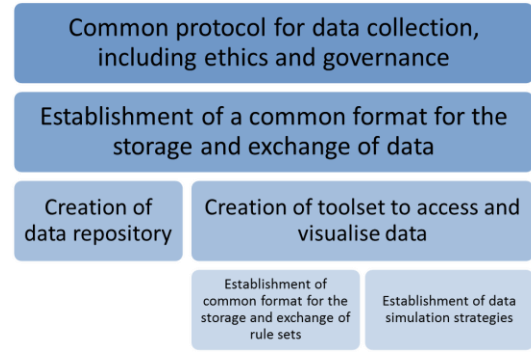 Common protocol for data collection,
including ethics and governance
Establishment of a common format for the
storage and exchange of data
Creation of
data repository
Creation of toolset to access and
visualise data
Establishment of
common format for the
storage and exchange of
rule sets
Establishment of data
simulation strategies